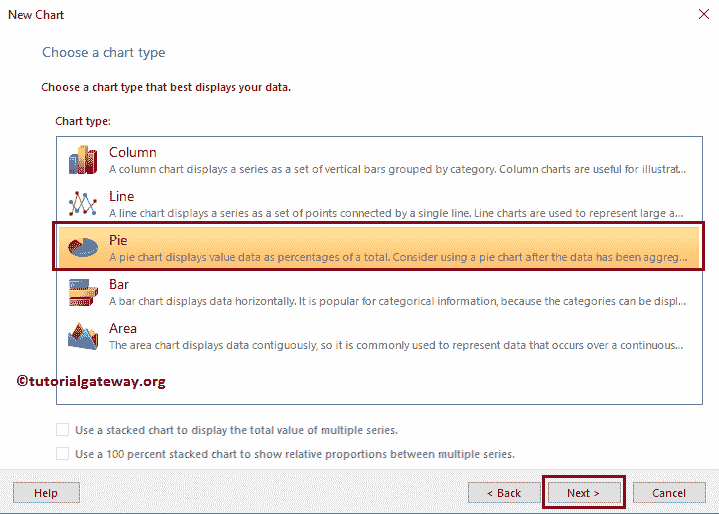 New Chart
Choose a chart type
Choose a chart type that best displays your data.
Chart type:
Column
A column chart displays a series as a set of vertical bars grouped by category. Column charts are useful for illustrat...
Line
A line chart displays a series as a set of points connected by a single line. Line charts are used to represent large a...
Pie
A pie chart displays value data as percentages of a total. Consider using a pie chart after the data has been aggreg...
Bar
A bar chart displays data horizontally. It is popular for categorical information, because the categories can be displ...
Area
The area chart displays data contiguously, so it is commonly used to represent data that occurs over a continuous...
©tutorialgateway.org
Use a stacked chart to display the total value of multiple series.
Use a 100 percent stacked chart to show relative proportions between multiple series.
Help < Back Next > Cancel